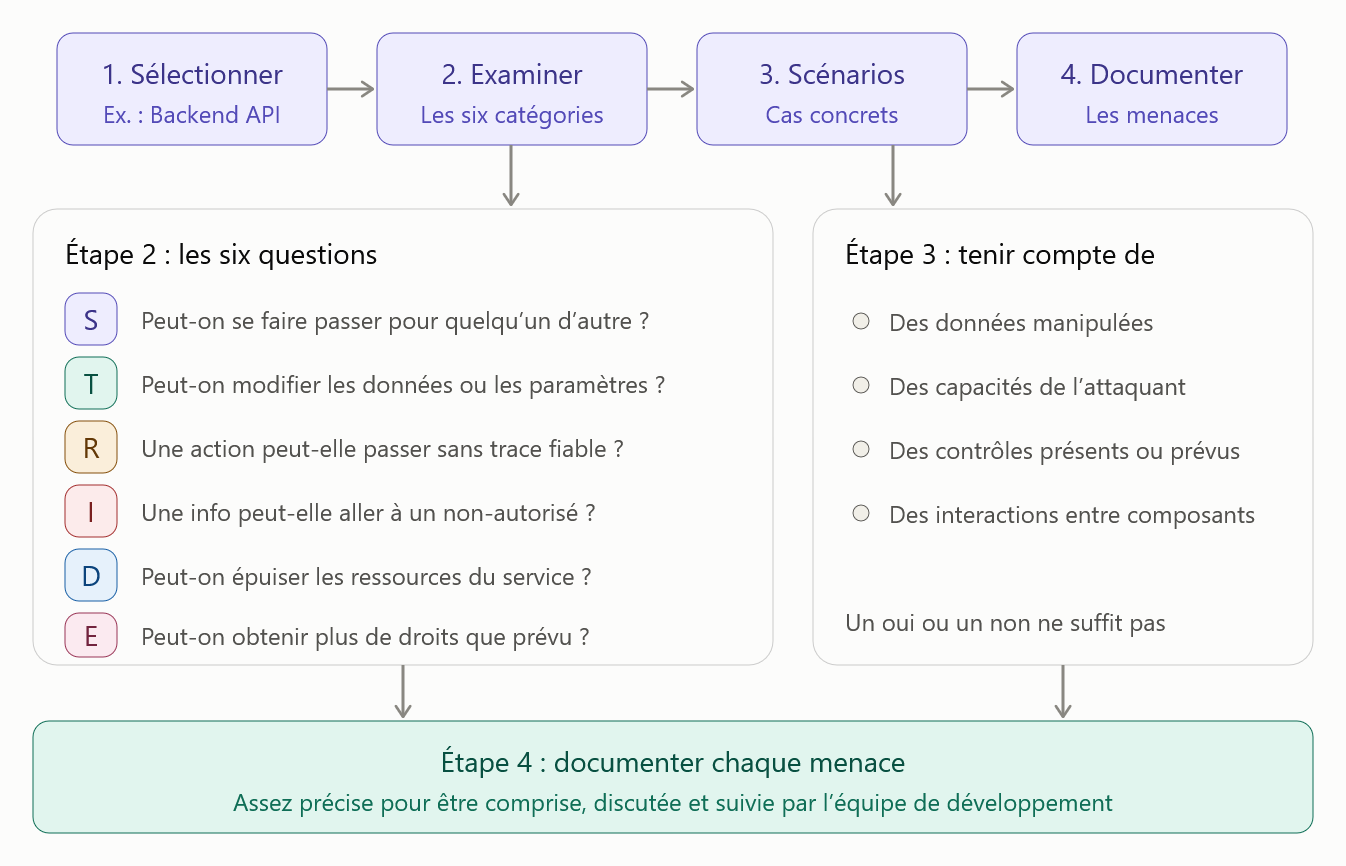 1. Sélectionner
Ex. : Backend API
2. Examiner
Les six catégories
3. Scénarios
Cas concrets
4. Documenter
Les menaces
Étape 2 : les six questions
S Peut-on se faire passer pour quelqu’un d’autre ?
T Peut-on modifier les données ou les paramètres ?
R Une action peut-elle passer sans trace fiable ?
I Une info peut-elle aller à un non-autorisé ?
D Peut-on épuiser les ressources du service ?
E Peut-on obtenir plus de droits que prévu ?
Étape 3 : tenir compte de
Des données manipulées
Des capacités de l’attaquant
Des contrôles présents ou prévus
Des interactions entre composants
Un oui ou un non ne suffit pas
Étape 4 : documenter chaque menace
Assez précise pour être comprise, discutée et suivie par l’équipe de développement